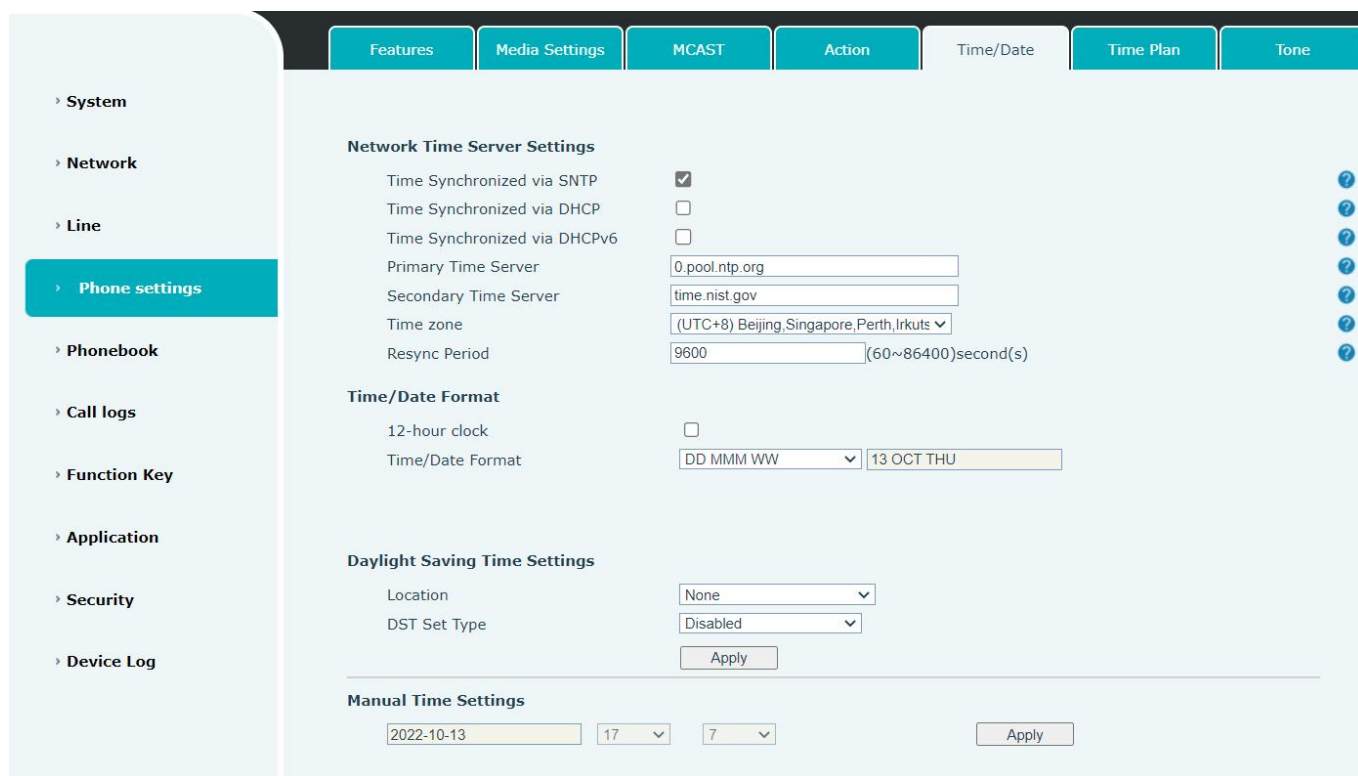 Features Media Settings MCAST Action Time/Date Time Plan Tone
› System
› Network
› Line
› Phone settings
› Phonebook
› Call logs
› Function Key
› Application
› Security
› Device Log
Network Time Server Settings
Time Synchronized via SNTP
Time Synchronized via DHCP
Time Synchronized via DHCPv6
Primary Time Server 0.pool.ntp.org
Secondary Time Server time.nist.gov
Time zone (UTC+8) Beijing,Singapore,Perth,Irkuts
Resync Period 9600 (60~86400)second(s)
Time/Date Format
12-hour clock
Time/Date Format DD MMM WW 13 OCT THU
Daylight Saving Time Settings
Location None
DST Set Type Disabled
Apply
Manual Time Settings
2022-10-13 17 7 Apply